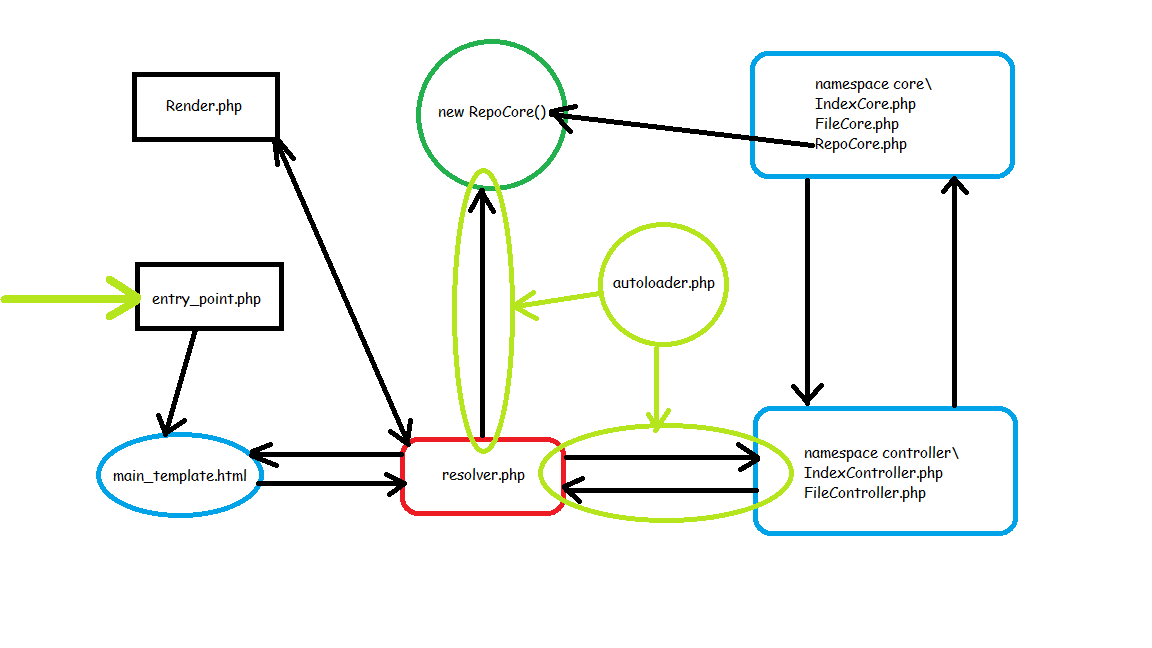 Render.php
new RepoCore()
namespace core\
IndexCore.php
FileCore.php
RepoCore.php
entry_point.php
autoloader.php
main_template.html
resolver.php
namespace controller\
IndexController.php
FileController.php